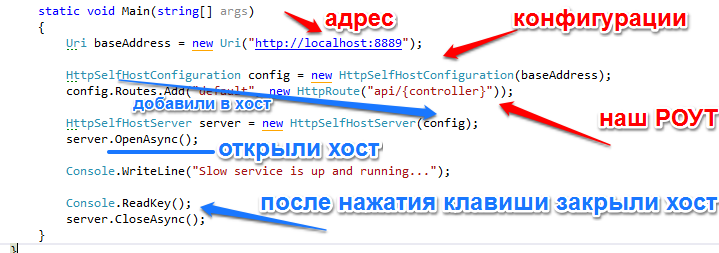 static void Main(string[] args)
адрес
конфигурации
{
Uri baseAddress = new Uri("http://localhost:8889");
HttpSelfHostConfiguration config = new HttpSelfHostConfiguration(baseAddress);
config.Routes.Add("default", new HttpRoute("api/{controller}"));
добавили в хост
наш РОУТ
HttpSelfHostServer server = new HttpSelfHostServer(config);
server.OpenAsync();
открыли хост
Console.WriteLine("Slow service is up and running...");
Console.ReadKey();
после нажатия клавиши закрыли хост
server.CloseAsync();
}
}